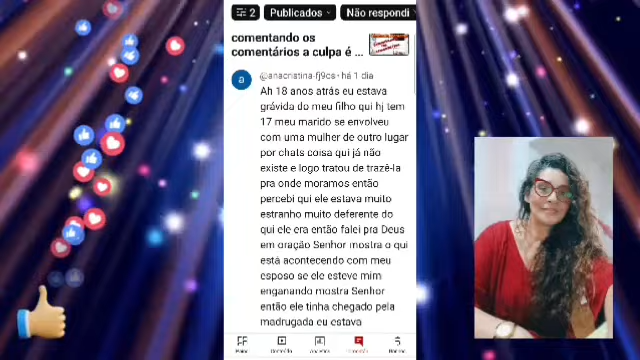 2 Publicados Não respondi
comentando os
comentários a culpa é ...
@anacristina-fj9cs • há 1 dia
Ah 18 anos atrás eu estava
grávida do meu filho qui hj tem
17 meu marido se envolveu
com uma mulher de outro lugar
por chats coisa qui já não
existe e logo tratou de trazê-la
pra onde moramos então
percebi qui ele estava muito
estranho muito deferente do
qui ele era então falei pra Deus
em oração Senhor mostra o qui
está acontecendo com meu
esposo se ele esteve mim
enganando mostra Senhor
então ele tinha chegado pela
madrugada eu estava
a
Painel Conteúdo Analytics